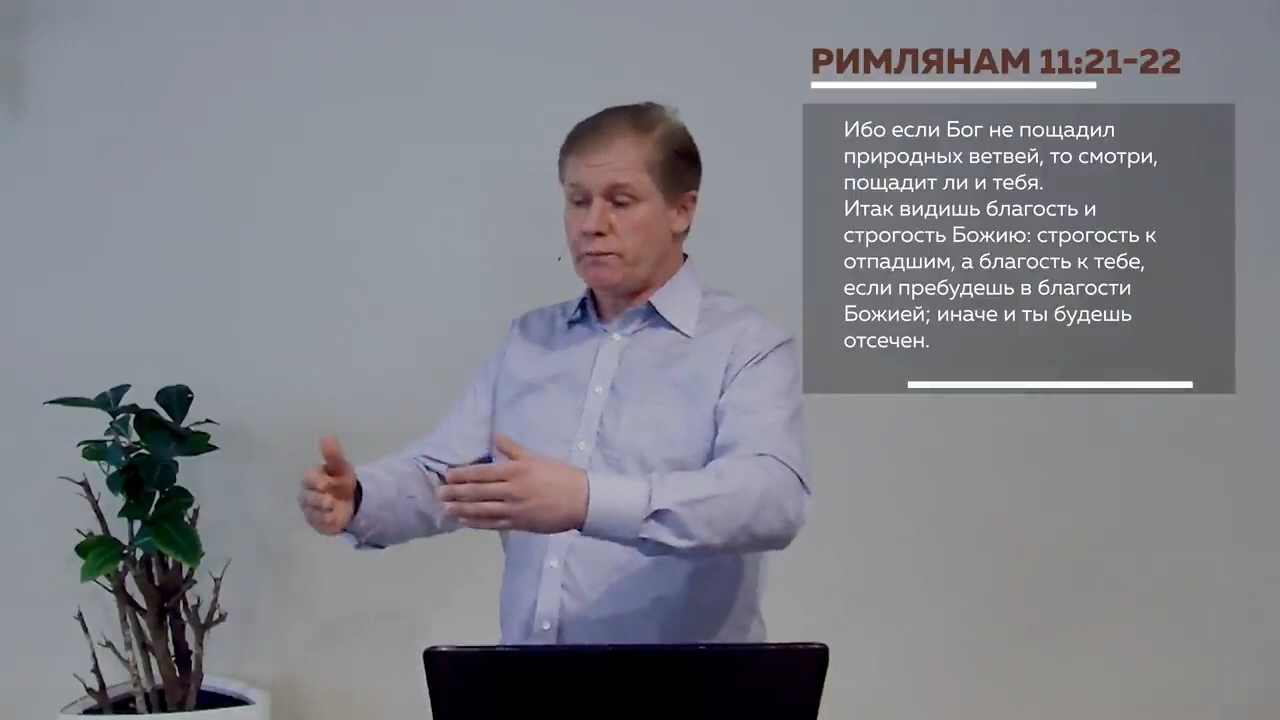 РИМЛЯНАМ 11:21-22
Ибо если Бог не пощадил
природных ветвей, то смотри,
пощадит ли и тебя.
Итак видишь благость и
строгость Божию: строгость к
отпадшим, а благость к тебе,
если пребудешь в благости
Божией; иначе и ты будешь
отсечен.